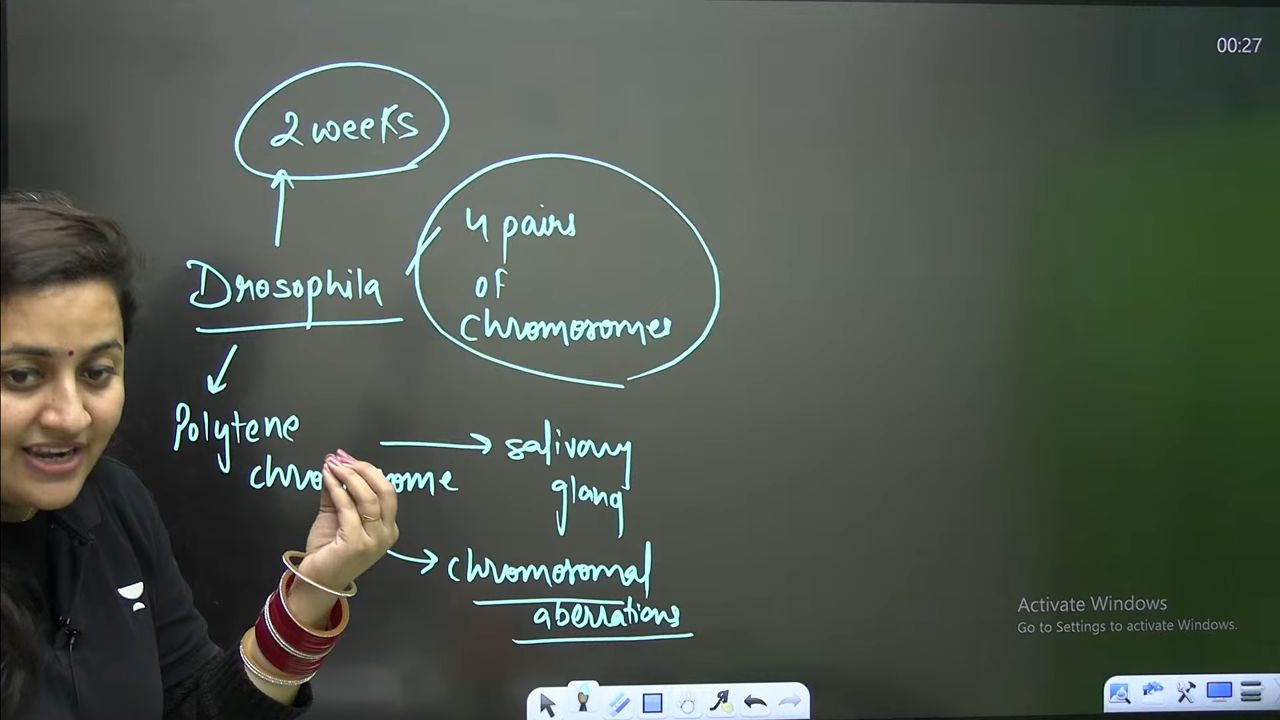 00:27
2 weeks
4 pairs
of
chromosomes
Drosophila
Polytene
salivary
gland
chromosomal
aberrations
Activate Windows
Go to Settings to activate Windows.